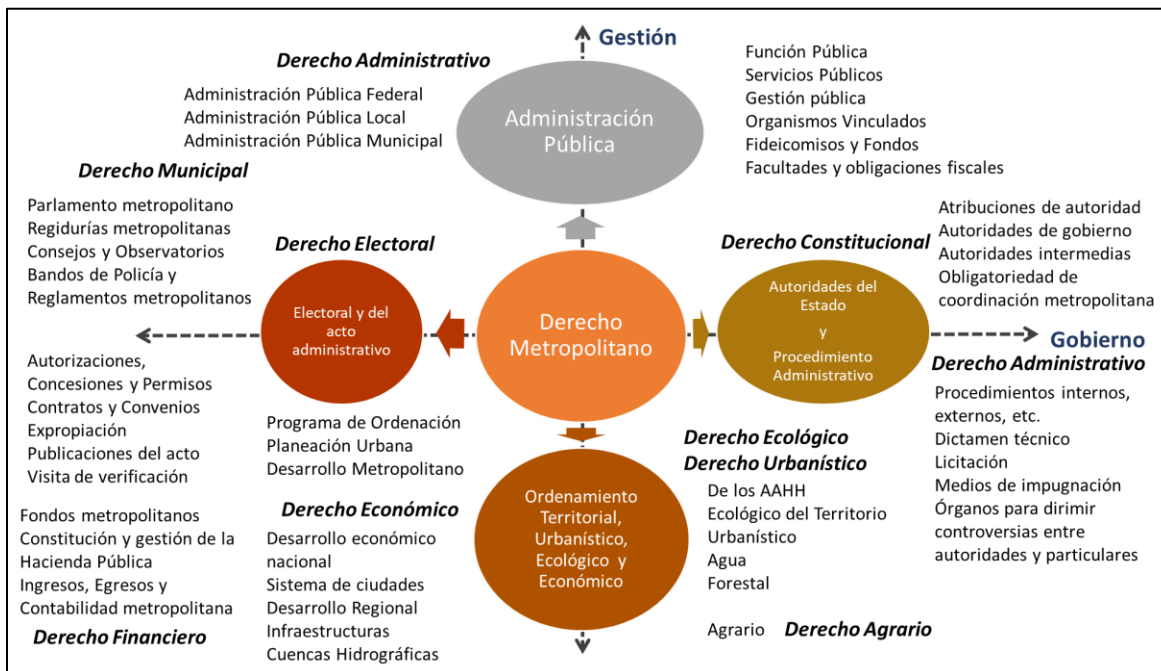 Gestión
Derecho Administrativo
Administración Pública Federal
Administración Pública Local
Administración Pública Municipal
Administración
Pública
Función Pública
Servicios Públicos
Gestión pública
Organismos Vinculados
Fideicomisos y Fondos
Facultades y obligaciones fiscales
Derecho Municipal
Parlamento metropolitano
Regidurías metropolitanas
Consejos y Observatorios
Bandos de Policía y
Reglamentos metropolitanos
Derecho Electoral
Electoral y del
acto
administrativo
Derecho
Metropolitano
Derecho Constitucional
Autoridades del
Estado
y
Procedimiento
Administrativo
Atribuciones de autoridad
Autoridades de gobierno
Autoridades intermedias
Obligatoriedad de
coordinación metropolitana
Gobierno
Derecho Administrativo
Procedimientos internos,
externos, etc.
Dictamen técnico
Licitación
Medios de impugnación
Órganos para dirimir
controversias entre
autoridades y particulares
Autorizaciones,
Concesiones y Permisos
Contratos y Convenios
Expropiación
Publicaciones del acto
Visita de verificación
Programa de Ordenación
Planeación Urbana
Desarrollo Metropolitano
Derecho Ecológico
Derecho Urbanístico
De los AAHH
Ecológico del Territorio
Urbanístico
Agua
Forestal
Agrario
Derecho Agrario
Ordenamiento
Territorial,
Urbanístico,
Ecológico y
Económico
Derecho Económico
Desarrollo económico
nacional
Sistema de ciudades
Desarrollo Regional
Infraestructuras
Cuencas Hidrográficas
Fondos metropolitanos
Constitución y gestión de la
Hacienda Pública
Ingresos, Egresos y
Contabilidad metropolitana
Derecho Financiero